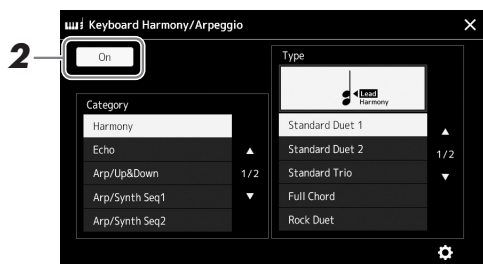 Keyboard Harmony/Arpeggio
2
On
Category
Harmony
Echo
Arp/Up&Down
Arp/Synth Seq1
Arp/Synth Seq2
1/2
Type
Lead
Harmony
Standard Duet 1
Standard Duet 2
Standard Trio
Full Chord
Rock Duet
1/2